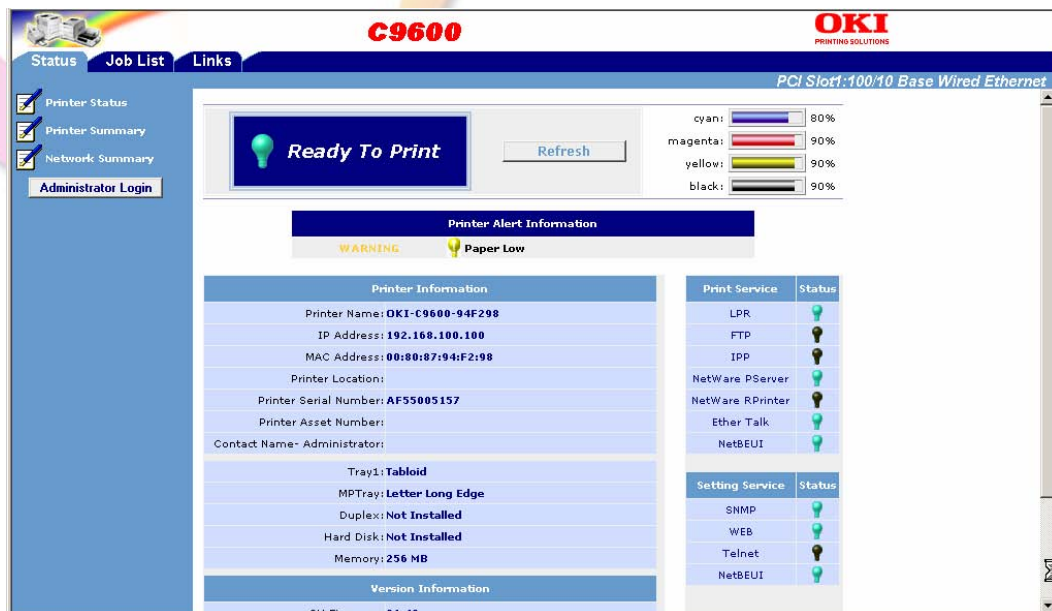 C9600
OKI
PRINTING SOLUTIONS
Status Job List Links
PCI Slot1:100/10 Base Wired Ethernet
Printer Status
Printer Summary
Network Summary
Administrator Login
Ready To Print
Refresh
cyan: 80%
magenta: 90%
yellow: 90%
black: 90%
Printer Alert Information
WARNING Paper Low
Printer Information
Printer Name: OKI-C9600-94F298
IP Address: 192.168.100.100
MAC Address: 00:80:87:94:F2:98
Printer Location:
Printer Serial Number: AF55005157
Printer Asset Number:
Contact Name- Administrator:
Tray1: Tabloid
MPTray: Letter Long Edge
Duplex: Not Installed
Hard Disk: Not Installed
Memory: 256 MB
Version Information
Print Service Status
LPR
FTP
IPP
NetWare PServer
NetWare RPrinter
Ether Talk
NetBEUI
Setting Service Status
SNMP
WEB
Telnet
NetBEUI